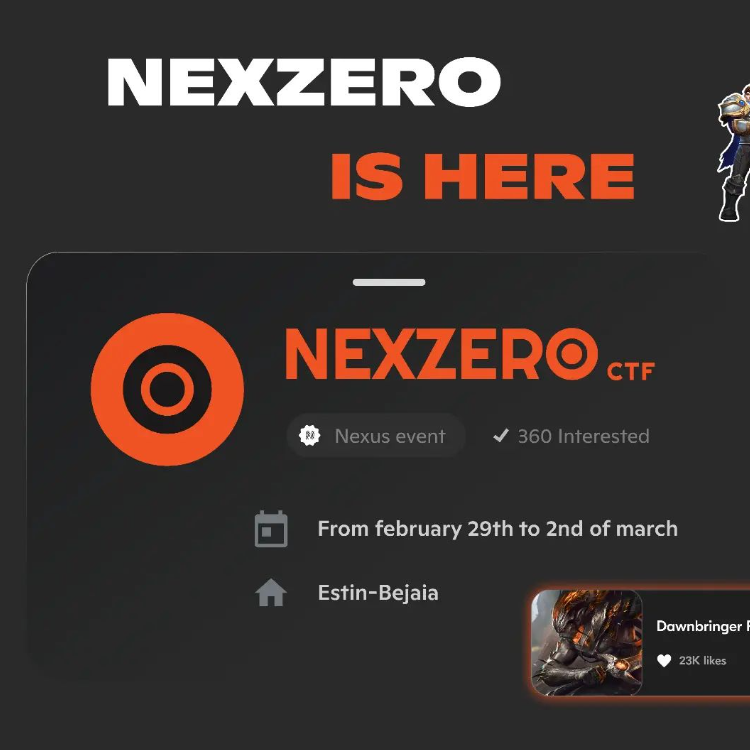 NEXZERO
IS HERE
NEXZERO CTF
Nexus event
360 Interested
From february 29th to 2nd of march
Estin-Bejaia
Dawnbringer
23K likes